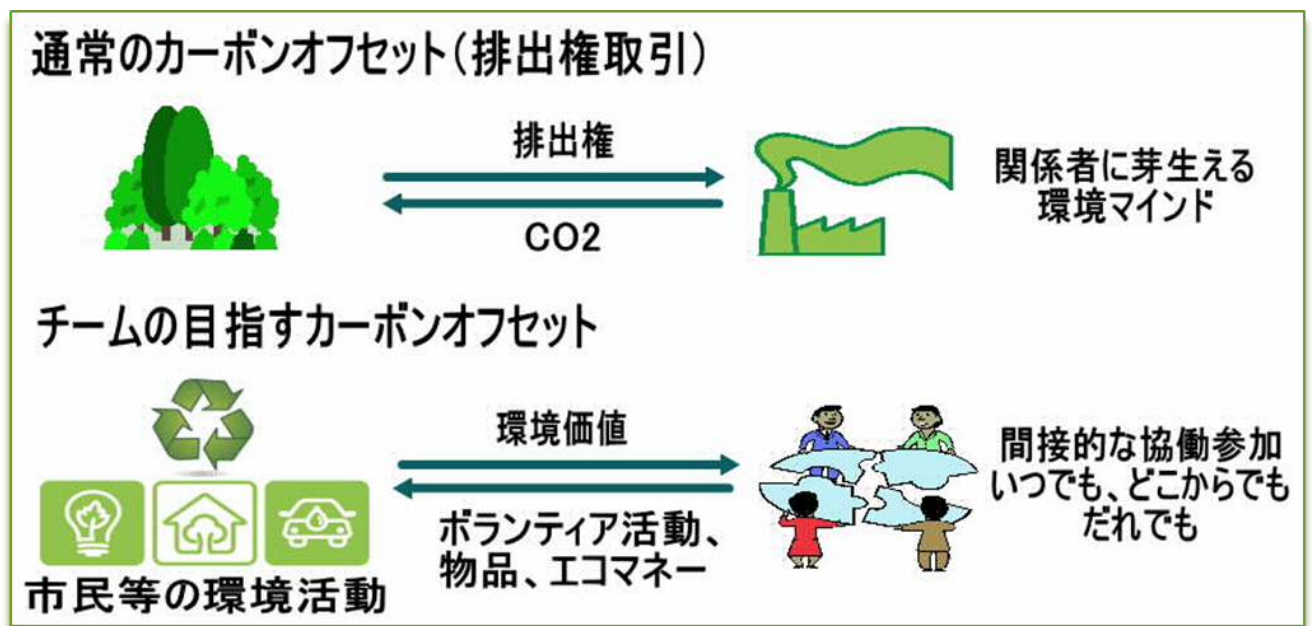 通常のカーボンオフセット(排出権取引)
排出権
CO2
関係者に芽生える
環境マインド
チームの目指すカーボンオフセット
環境価値
ボランティア活動、
物品、エコマネー
市民等の環境活動
間接的な協働参加
いつでも、どこからでも
だれでも